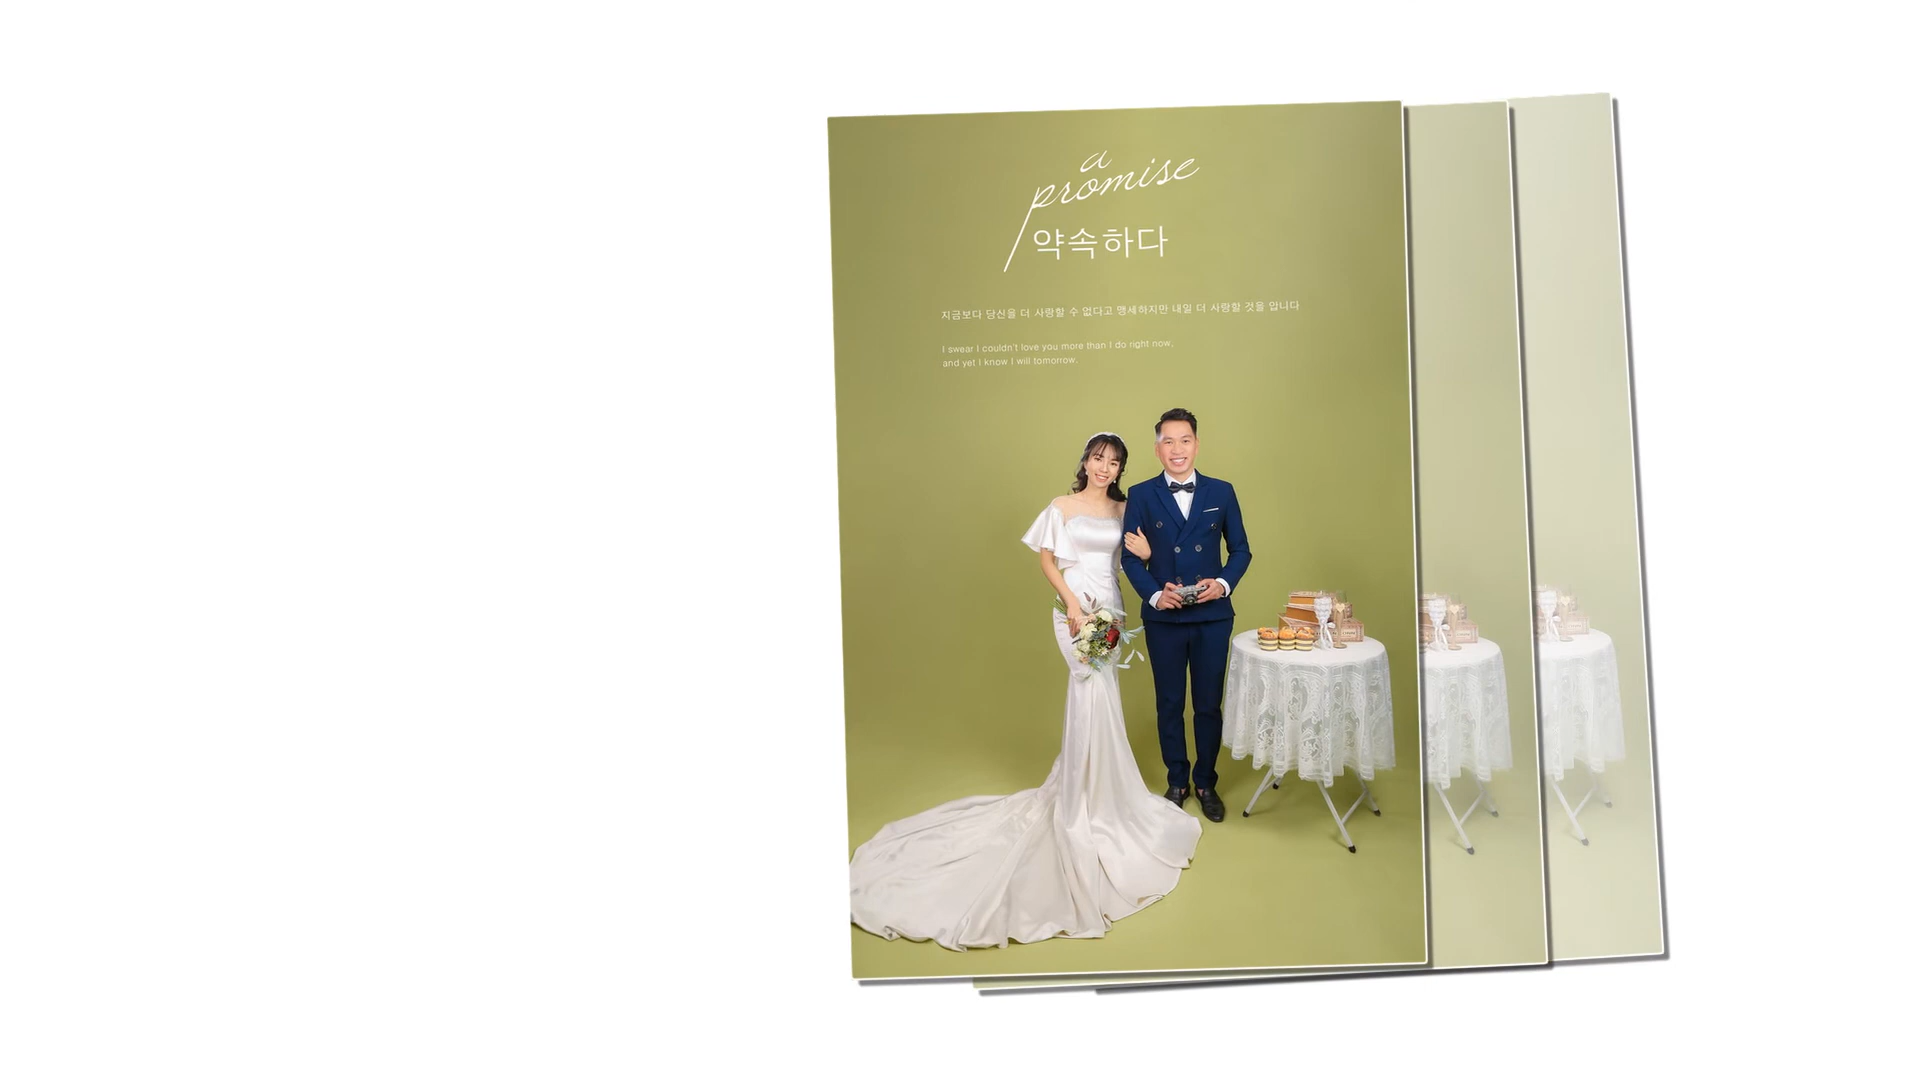 a
promise
약속하다
지금보다 당신을 더 사랑할 수 없다고 맹세하지만 내일 더 사랑할 것을 압니다
I swear I couldn't love you more than I do right now,
and yet I know I will tomorrow.